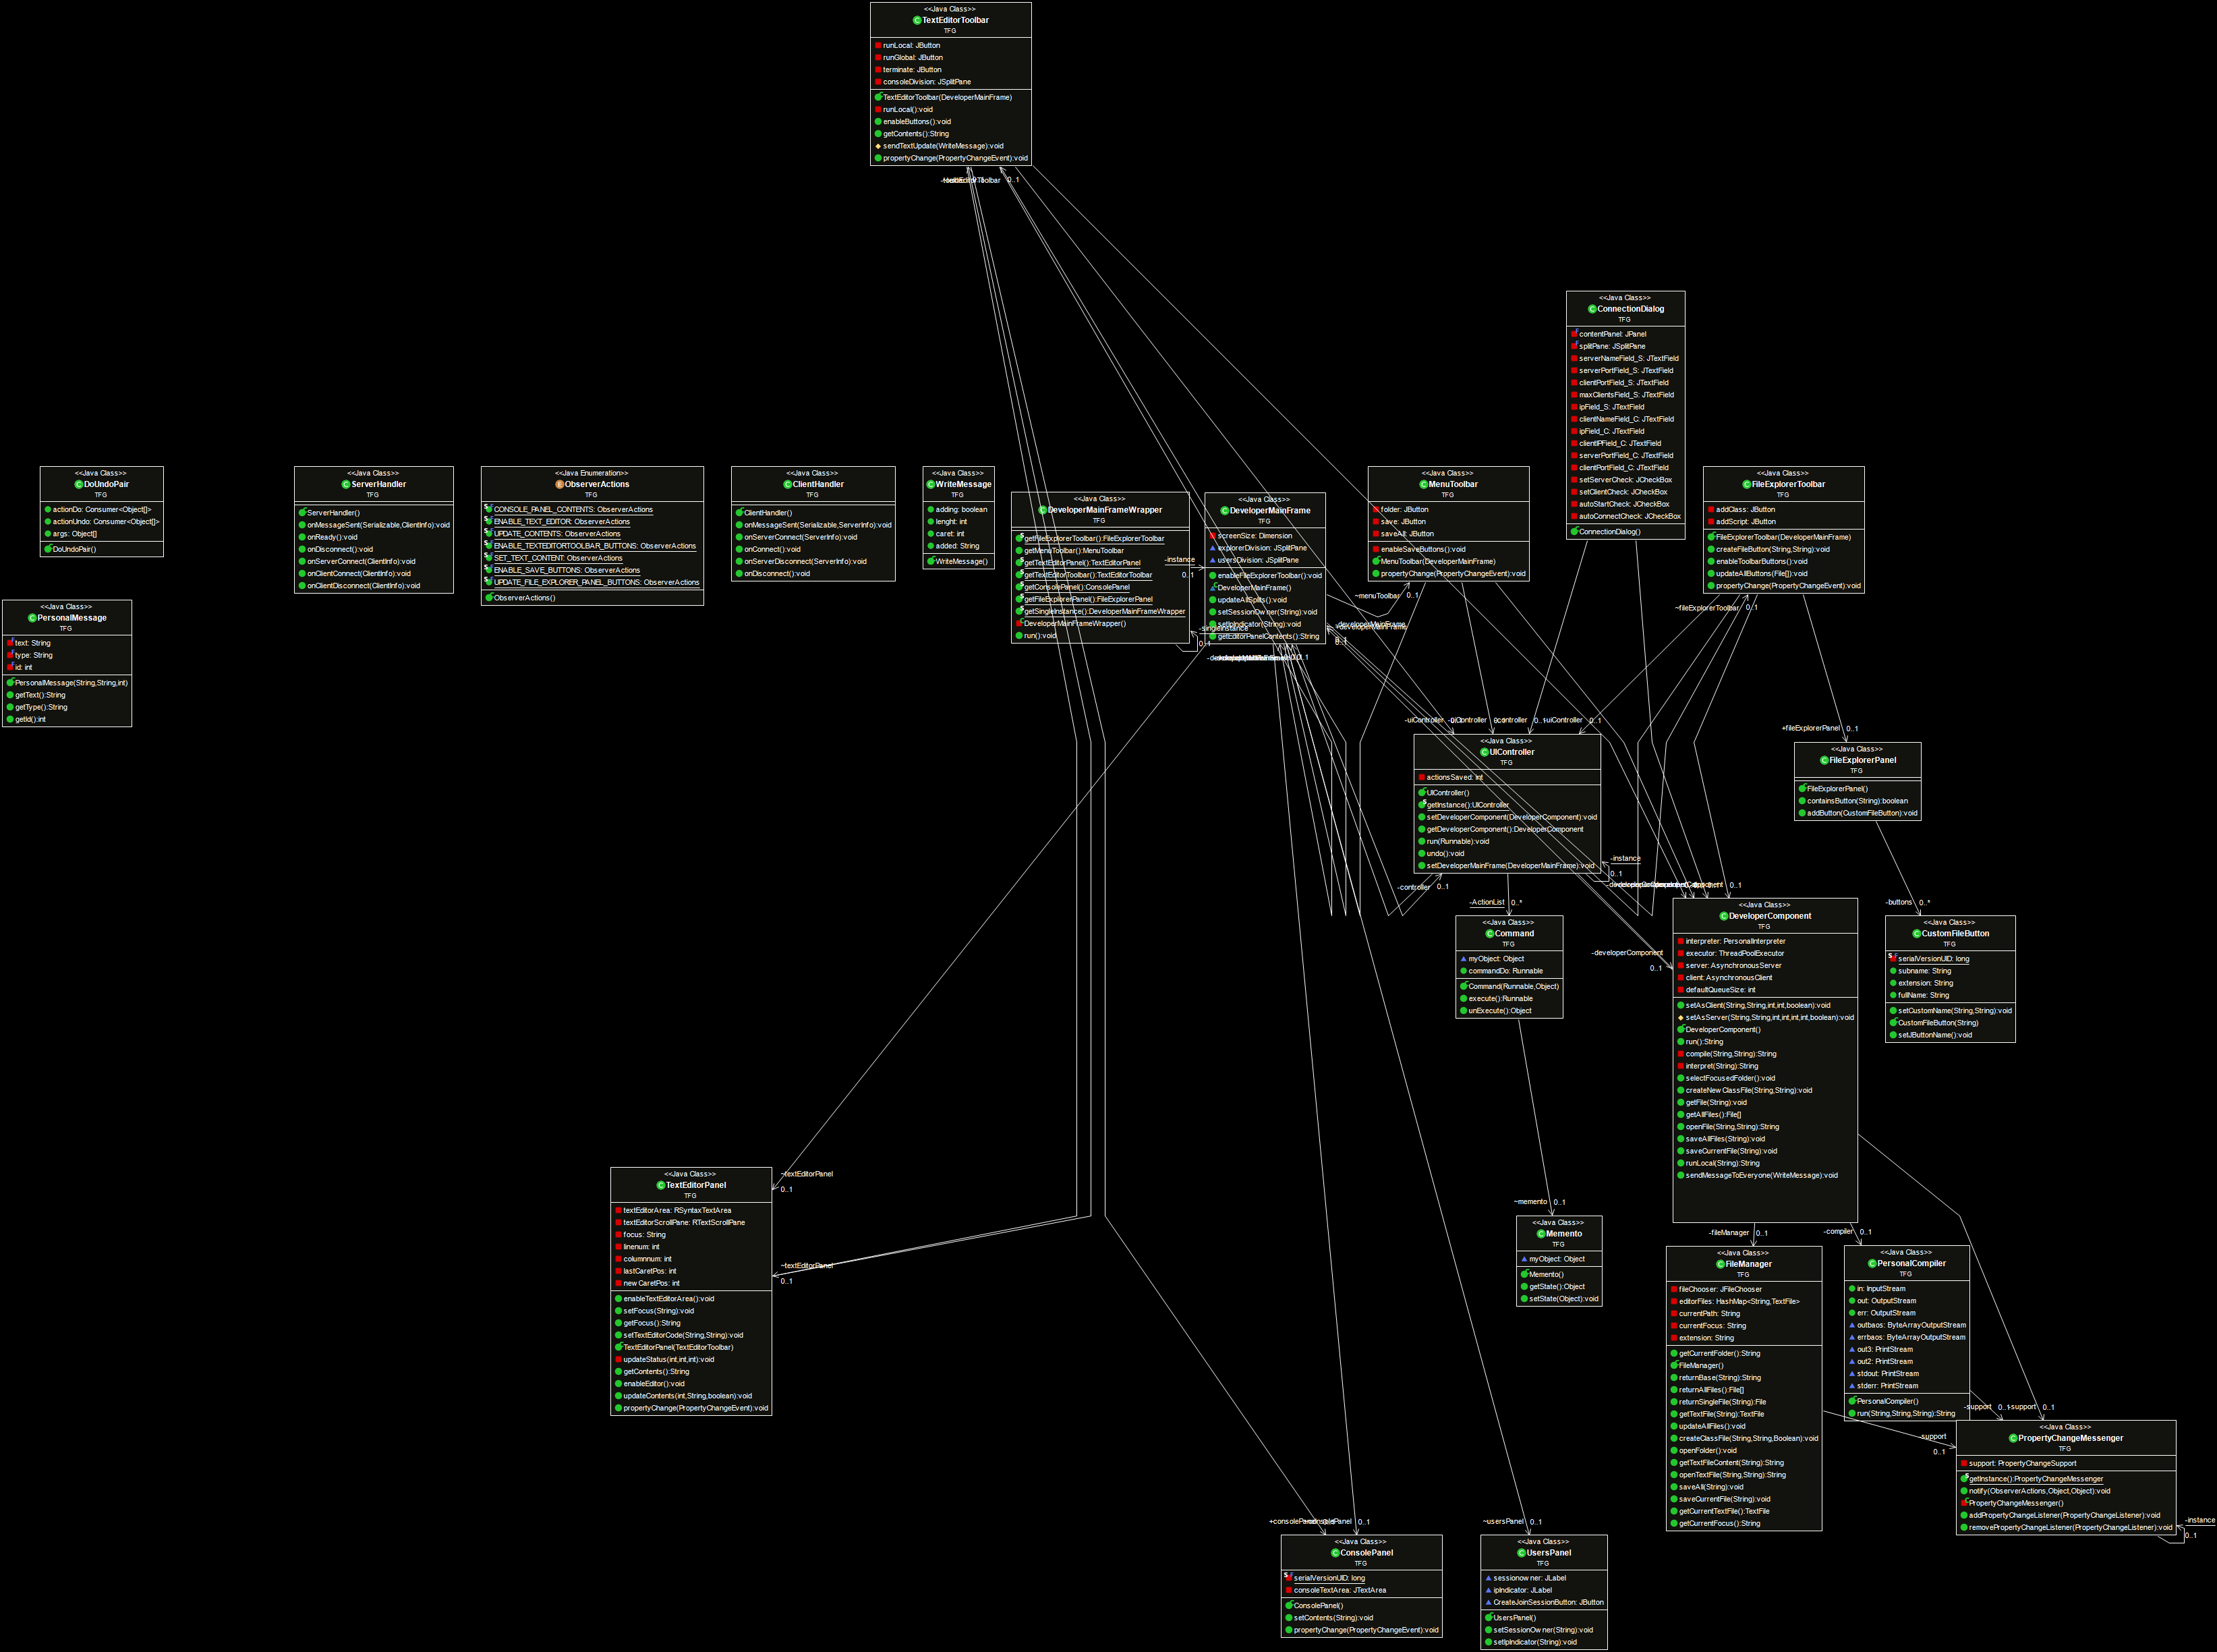 <<Java Class>>
TextEditorToolbar
TFG
runLocal: JButton
runGlobal: JButton
terminate: JButton
consoleDivision: JSplitPane
TextEditorToolbar(DeveloperMainFrame)
runLocal():void
enableButtons():void
getContents():String
sendTextUpdate(WriteMessage):void
propertyChange(PropertyChangeEvent):void
0..1
<<Java Class>>
ConnectionDialog
TFG
contentPanel: JPanel
splitPane: JSplitPane
serverNameField_S: JTextField
serverPortField_S: JTextField
clientPortField_S: JTextField
maxClientsField_S: JTextField
ipField_S: JTextField
clientNameField_C: JTextField
ipField_C: JTextField
clientIPField_C: JTextField
serverPortField_C: JTextField
clientPortField_C: JTextField
setServerCheck: JCheckBox
setClientCheck: JCheckBox
autoStartCheck: JCheckBox
autoConnectCheck: JCheckBox
ConnectionDialog()
<<Java Class>>
DoUndoPair
TFG
actionDo: Consumer<Object[]>
actionUndo: Consumer<Object[]>
args: Object[]
DoUndoPair()
<<Java Class>>
ServerHandler
TFG
ServerHandler()
onMessageSent(Serializable,ClientInfo):void
onReady():void
onDisconnect():void
onServerConnect(ClientInfo):void
onClientConnect(ClientInfo):void
onClientDisconnect(ClientInfo):void
<<Java Enumeration>>
ObserverActions
TFG
CONSOLE_PANEL_CONTENTS: ObserverActions
ENABLE_TEXT_EDITOR: ObserverActions
UPDATE_CONTENTS: ObserverActions
ENABLE_TEXTEDITORTOOLBAR_BUTTONS: ObserverActions
SET_TEXT_CONTENT: ObserverActions
ENABLE_SAVE_BUTTONS: ObserverActions
UPDATE_FILE_EXPLORER_PANEL_BUTTONS: ObserverActions
ObserverActions()
<<Java Class>>
ClientHandler
TFG
ClientHandler()
onMessageSent(Serializable,ServerInfo):void
onServerConnect(ServerInfo):void
onConnect():void
onServerDisconnect(ServerInfo):void
onDisconnect():void
<<Java Class>>
WriteMessage
TFG
adding: boolean
lenght: int
caret: int
added: String
WriteMessage()
<<Java Class>>
DeveloperMainFrameWrapper
TFG
getFileExplorerToolbar():FileExplorerToolbar
getMenuToolbar():MenuToolbar
getTextEditorPanel():TextEditorPanel
getTextEditorToolbar():TextEditorToolbar
getConsolePanel():ConsolePanel
getFileExplorerPanel():FileExplorerPanel
getSingleInstance():DeveloperMainFrameWrapper
DeveloperMainFrameWrapper()
run():void
-instance
0..1
-singleInstance
0..1
<<Java Class>>
DeveloperMainFrame
TFG
screenSize: Dimension
explorerDivision: JSplitPane
usersDivision: JSplitPane
enableFileExplorerToolbar():void
DeveloperMainFrame()
updateAllSplits():void
setSessionOwner(String):void
setIpIndicator(String):void
getEditorPanelContents():String
<<Java Class>>
MenuToolbar
TFG
folder: JButton
save: JButton
saveAll: JButton
enableSaveButtons():void
MenuToolbar(DeveloperMainFrame)
propertyChange(PropertyChangeEvent):void
~menuToolbar
0..1
<<Java Class>>
FileExplorerToolbar
TFG
addClass: JButton
addScript: JButton
FileExplorerToolbar(DeveloperMainFrame)
createFileButton(String,String):void
enableToolbarButtons():void
updateAllButtons(File[]):void
propertyChange(PropertyChangeEvent):void
~fileExplorerToolbar
0..1
<<Java Class>>
PersonalMessage
TFG
text: String
type: String
id: int
PersonalMessage(String,String,int)
getText():String
getType():String
getId():int
-uiController
-uiController
0..1
<<Java Class>>
UIController
TFG
actionsSaved: int
UIController()
getInstance():UIController
setDeveloperComponent(DeveloperComponent):void
getDeveloperComponent():DeveloperComponent
run(Runnable):void
undo():void
setDeveloperMainFrame(DeveloperMainFrame):void
-instance
0..1
-controller
0..1
-ActionList
0..*
+fileExplorerPanel
0..1
<<Java Class>>
FileExplorerPanel
TFG
FileExplorerPanel()
containsButton(String):boolean
addButton(CustomFileButton):void
-buttons
0..*
<<Java Class>>
CustomFileButton
TFG
serialVersionUID: long
subname: String
extension: String
fullName: String
setCustomName(String,String):void
CustomFileButton(String)
setJButtonName():void
<<Java Class>>
Command
TFG
myObject: Object
commandDo: Runnable
Command(Runnable,Object)
execute():Runnable
unExecute():Object
-developerComponent
0..1
0..1
<<Java Class>>
DeveloperComponent
TFG
interpreter: PersonalInterpreter
executor: ThreadPoolExecutor
server: AsynchronousServer
client: AsynchronousClient
defaultQueueSize: int
setAsClient(String,String,int,int,boolean):void
setAsServer(String,String,int,int,int,int,boolean):void
DeveloperComponent()
run():String
compile(String,String):String
interpret(String):String
selectFocusedFolder():void
createNewClassFile(String,String):void
getFile(String):void
getAllFiles():File[]
openFile(String,String):String
saveAllFiles(String):void
saveCurrentFile(String):void
runLocal(String):String
sendMessageToEveryone(WriteMessage):void
<<Java Class>>
TextEditorPanel
TFG
textEditorArea: RSyntaxTextArea
textEditorScrollPane: RTextScrollPane
focus: String
linenum: int
columnnum: int
lastCaretPos: int
newCaretPos: int
enableTextEditorArea():void
setFocus(String):void
getFocus():String
setTextEditorCode(String,String):void
TextEditorPanel(TextEditorToolbar)
updateStatus(int,int,int):void
getContents():String
enableEditor():void
updateContents(int,String,boolean):void
propertyChange(PropertyChangeEvent):void
~textEditorPanel
0..1
~textEditorPanel
0..1
~memento
0..1
<<Java Class>>
Memento
TFG
myObject: Object
Memento()
getState():Object
setState(Object):void
-fileManager
0..1
-compiler
0..1
<<Java Class>>
FileManager
TFG
fileChooser: JFileChooser
editorFiles: HashMap<String,TextFile>
currentPath: String
currentFocus: String
extension: String
getCurrentFolder():String
FileManager()
returnBase(String):String
returnAllFiles():File[]
returnSingleFile(String):File
getTextFile(String):TextFile
updateAllFiles():void
createClassFile(String,String,Boolean):void
openFolder():void
getTextFileContent(String):String
openTextFile(String,String):String
saveAll(String):void
saveCurrentFile(String):void
getCurrentTextFile():TextFile
getCurrentFocus():String
<<Java Class>>
PersonalCompiler
TFG
in: InputStream
out: OutputStream
err: OutputStream
outbaos: ByteArrayOutputStream
errbaos: ByteArrayOutputStream
out3: PrintStream
out2: PrintStream
stdout: PrintStream
stderr: PrintStream
PersonalCompiler()
run(String,String,String):String
-support
-support
0..1
-support
0..1
<<Java Class>>
PropertyChangeMessenger
TFG
support: PropertyChangeSupport
getInstance():PropertyChangeMessenger
notify(ObserverActions,Object,Object):void
PropertyChangeMessenger()
addPropertyChangeListener(PropertyChangeListener):void
removePropertyChangeListener(PropertyChangeListener):void
-instance
0..1
0..1
<<Java Class>>
ConsolePanel
TFG
serialVersionUID: long
consoleTextArea: JTextArea
ConsolePanel()
setContents(String):void
propertyChange(PropertyChangeEvent):void
~usersPanel
0..1
<<Java Class>>
UsersPanel
TFG
sessionowner: JLabel
ipIndicator: JLabel
CreateJoinSessionButton: JButton
UsersPanel()
setSessionOwner(String):void
setIpIndicator(String):void